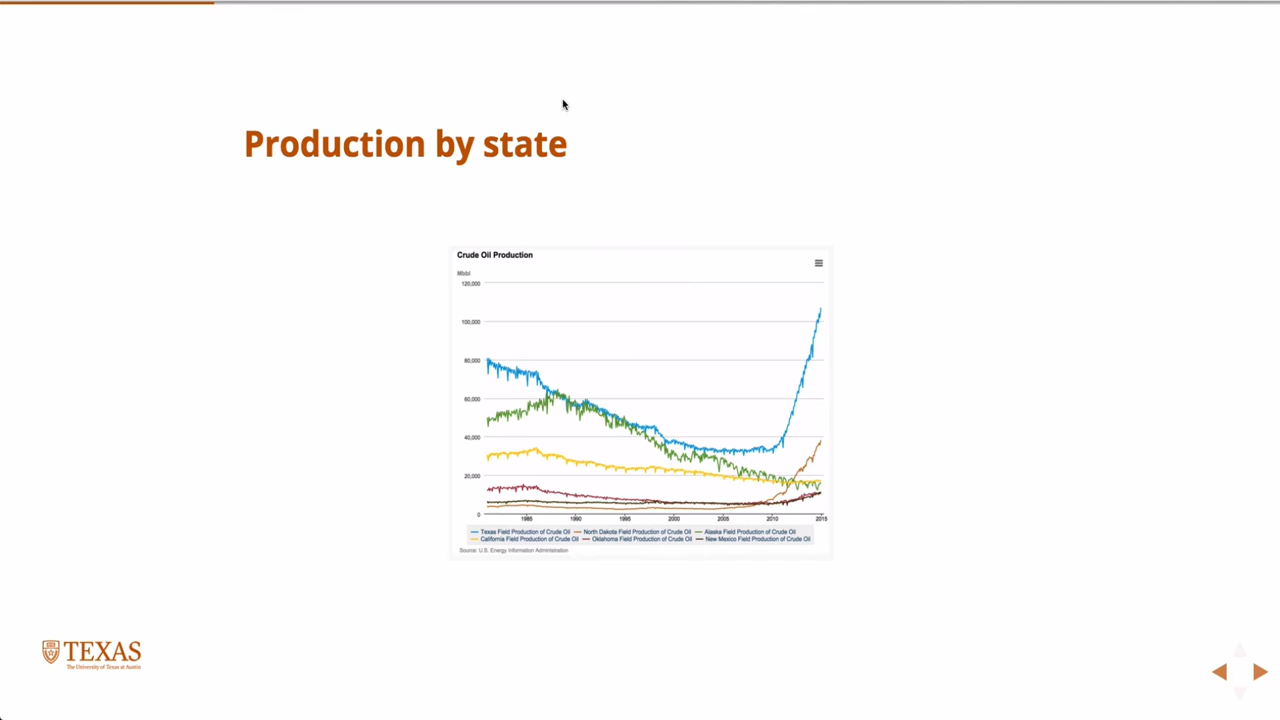 Production by state
Crude Oil Production
Mbbl
120,000
100,000
80,000
60,000
40,000
20,000
0
1985 1990 1995 2000 2005 2010 2015
Texas Field Production of Crude Oil North Dakota Field Production of Crude Oil Alaska Field Production of Crude Oil
California Field Production of Crude Oil Oklahoma Field Production of Crude Oil New Mexico Field Production of Crude Oil
Source: U.S. Energy Information Administration
TEXAS
The University of Texas at Austin